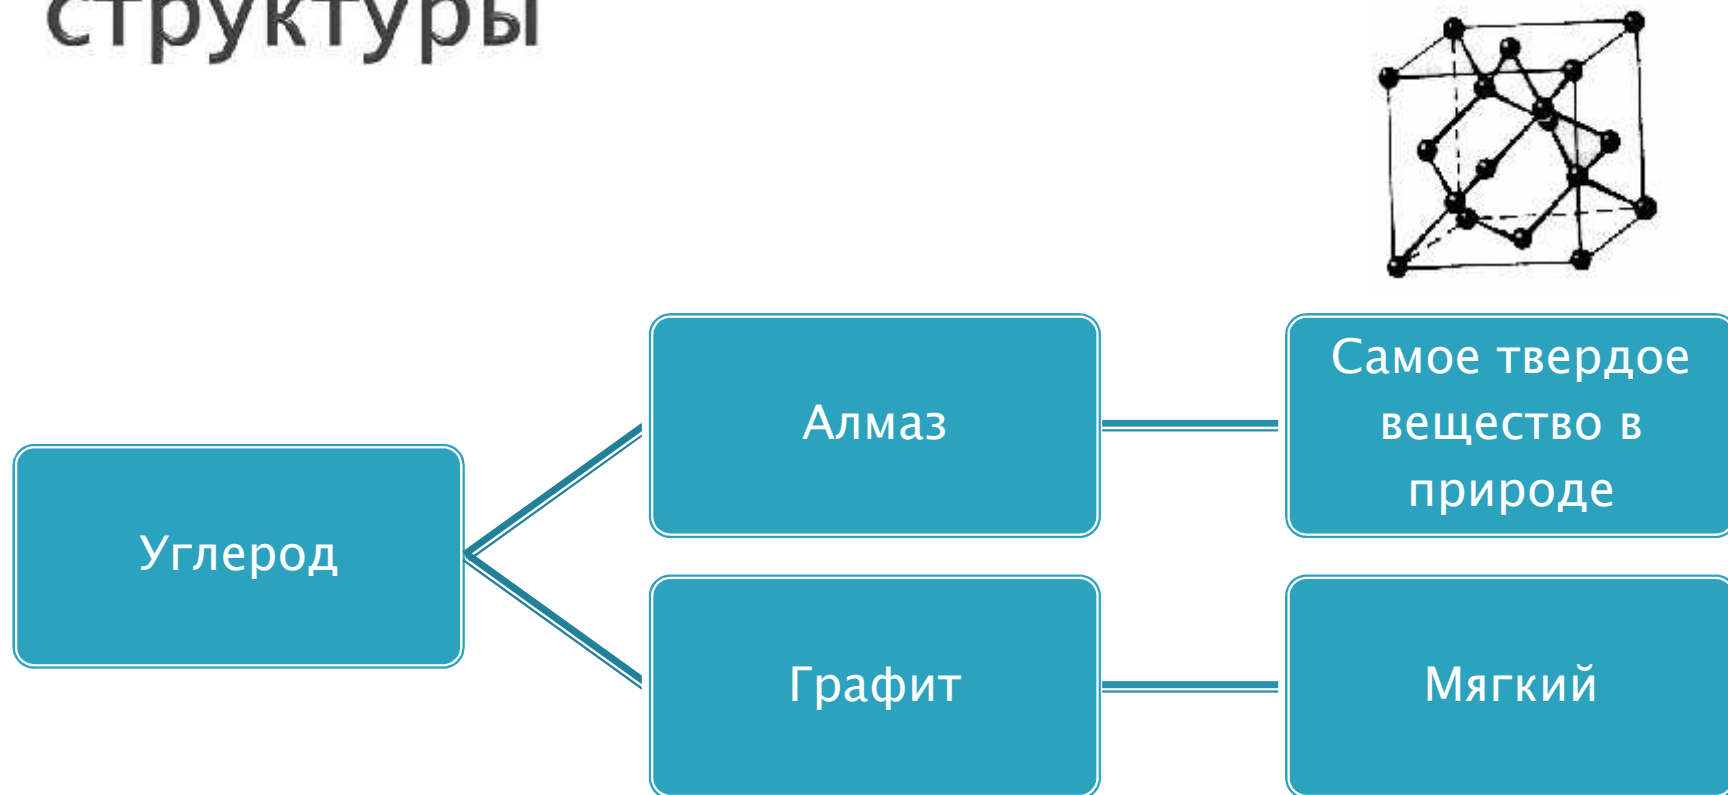 структуры
Алмаз
Самое твердое
вещество в
природе
Углерод
Графит
Мягкий